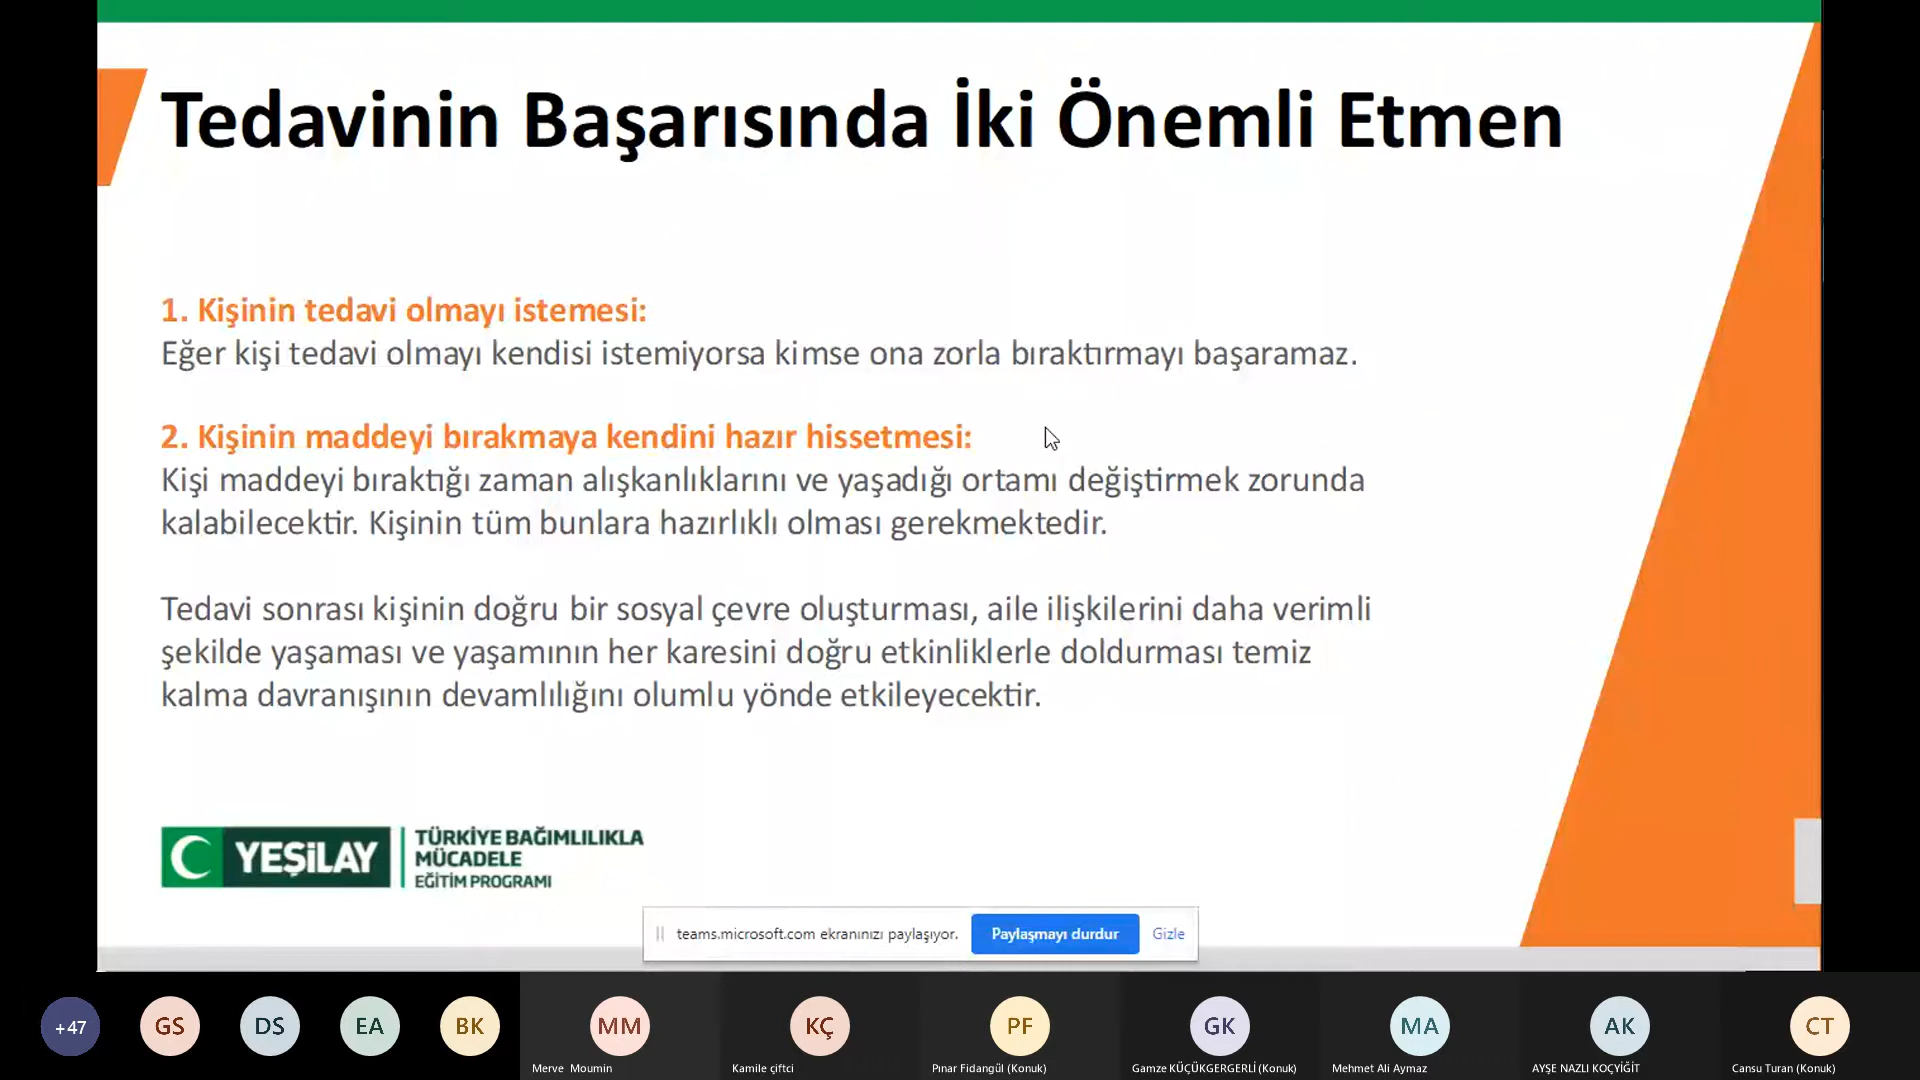 Tedavinin Başarısında İki Önemli Etmen
1. Kişinin tedavi olmayı istemesi:
Eğer kişi tedavi olmayı kendisi istemiyorsa kimse ona zorla bıraktırmayı başaramaz.
2. Kişinin maddeyi bırakmaya kendini hazır hissetmesi:
Kişi maddeyi bıraktığı zaman alışkanlıklarını ve yaşadığı ortamı değiştirmek zorunda
kalabilecektir. Kişinin tüm bunlara hazırlıklı olması gerekmektedir.
Tedavi sonrası kişinin doğru bir sosyal çevre oluşturması, aile ilişkilerini daha verimli
şekilde yaşaması ve yaşamının her karesini doğru etkinliklerle doldurması temiz
kalma davranışının devamlılığını olumlu yönde etkileyecektir.
YEŞİLAY
TÜRKİYE BAĞIMLILIKLA
MÜCADELE
EĞİTİM PROGRAMI
teams.microsoft.com ekranınızı paylaşıyor.
Paylaşmayı durdur
Gizle
+47
GS
DS
EA
BK
MM
KÇ
PF
GK
MA
AK
CT
Merve Moumin
Kamile çiftci
Pınar Fidangül (Konuk)
Gamze KÜÇÜKGERGERLİ (Konuk)
Mehmet Ali Aymaz
AYŞE NAZLI KOÇYİĞİT
Cansu Turan (Konuk)